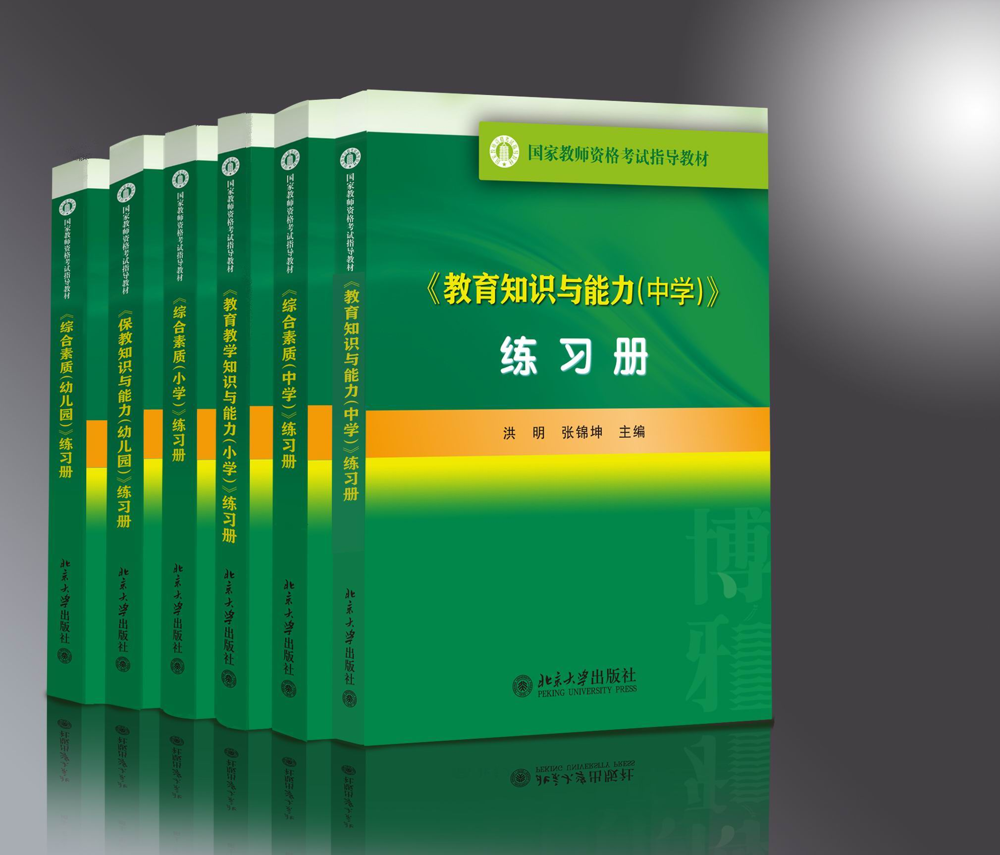 国家教师资格考试指导教材
《教育知识与能力(中学)》
练习册
洪 明 张锦坤 主编
博雅
北京大学出版社
PEKING UNIVERSITY PRESS
国家教师资格考试指导教材
《综合素质(幼儿园)》练习册
北京大学出版社
国家教师资格考试指导教材
《保教知识与能力(幼儿园)》练习册
北京大学出版社
国家教师资格考试指导教材
《综合素质(小学)》练习册
北京大学出版社
国家教师资格考试指导教材
《教育教学知识与能力(小学)》练习册
北京大学出版社
国家教师资格考试指导教材
《综合素质(中学)》练习册
北京大学出版社
国家教师资格考试指导教材
《教育知识与能力(中学)》练习册
北京大学出版社